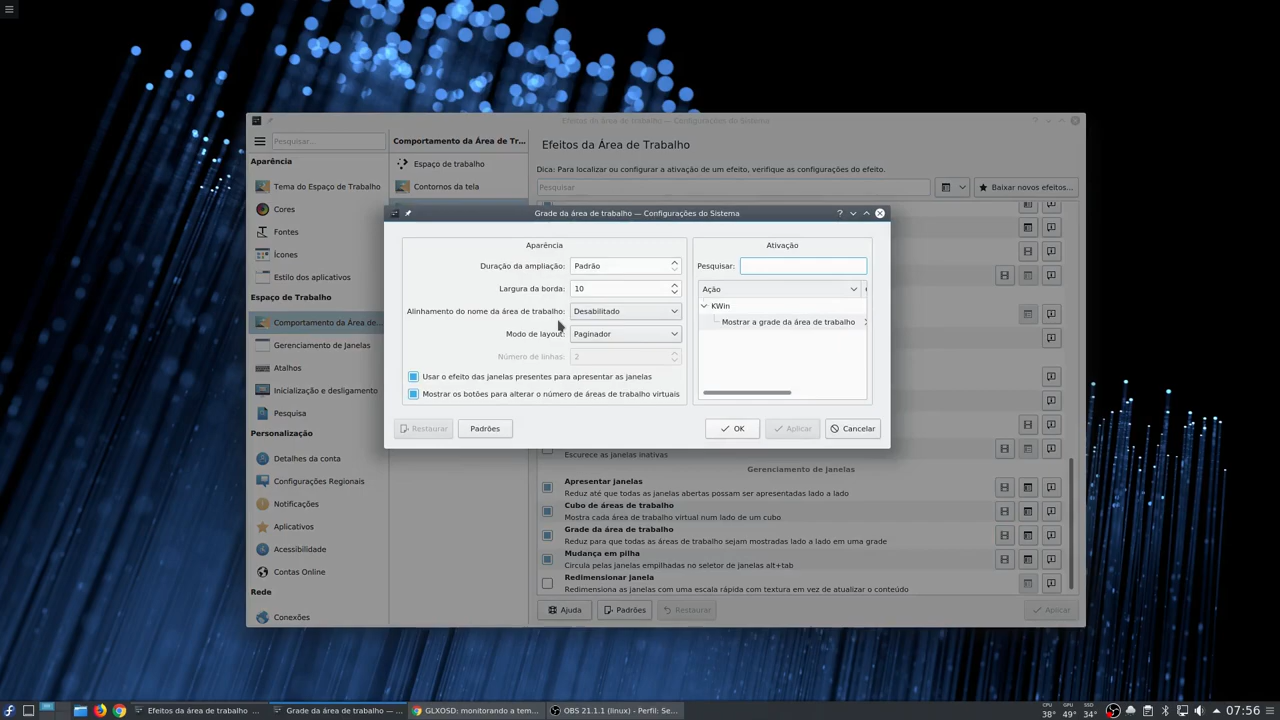 Efeitos da área de trabalho — Configurações do Sistema
Pesquisar...
Comportamento da Área de Tr...
Efeitos da Área de Trabalho
Aparência
Espaço de trabalho
Dica: Para localizar ou configurar a ativação de um efeito, verifique as configurações do efeito.
Tema do Espaço de Trabalho
Contornos da tela
Pesquisar
Baixar novos efeitos...
Cores
Fontes
Ícones
Estilo dos aplicativos
Espaço de Trabalho
Comportamento da Área de...
Gerenciamento de Janelas
Atalhos
Inicialização e desligamento
Pesquisa
Personalização
Detalhes da conta
Configurações Regionais
Notificações
Aplicativos
Acessibilidade
Contas Online
Rede
Conexões
Grade da área de trabalho — Configurações do Sistema
Aparência
Duração da ampliação: Padrão
Largura da borda: 10
Alinhamento do nome da área de trabalho: Desabilitado
Modo de layout: Paginador
Número de linhas: 2
Usar o efeito das janelas presentes para apresentar as janelas
Mostrar os botões para alterar o número de áreas de trabalho virtuais
Ativação
Pesquisar:
Ação
KWin
Mostrar a grade da área de trabalho
Restaurar
Padrões
OK
Aplicar
Cancelar
Escurece as janelas inativas
Gerenciamento de janelas
Apresentar janelas
Reduz até que todas as janelas abertas possam ser apresentadas lado a lado
Cubo de áreas de trabalho
Mostra cada área de trabalho virtual num lado de um cubo
Grade da área de trabalho
Reduz para que todas as áreas de trabalho sejam mostradas lado a lado em uma grade
Mudança em pilha
Circula pelas janelas empilhadas no seletor de janelas alt+tab
Redimensionar janela
Redimensiona as janelas com uma escala rápida com textura em vez de atualizar o conteúdo
Ajuda
Padrões
Restaurar
Aplicar
Efeitos da área de trabalho ...
Grade da área de trabalho — ...
GLXOSD: monitorando a tem...
OBS 21.1.1 (linux) - Perfil: Se...
CPU GPU SSD
38° 49° 34°
07:56